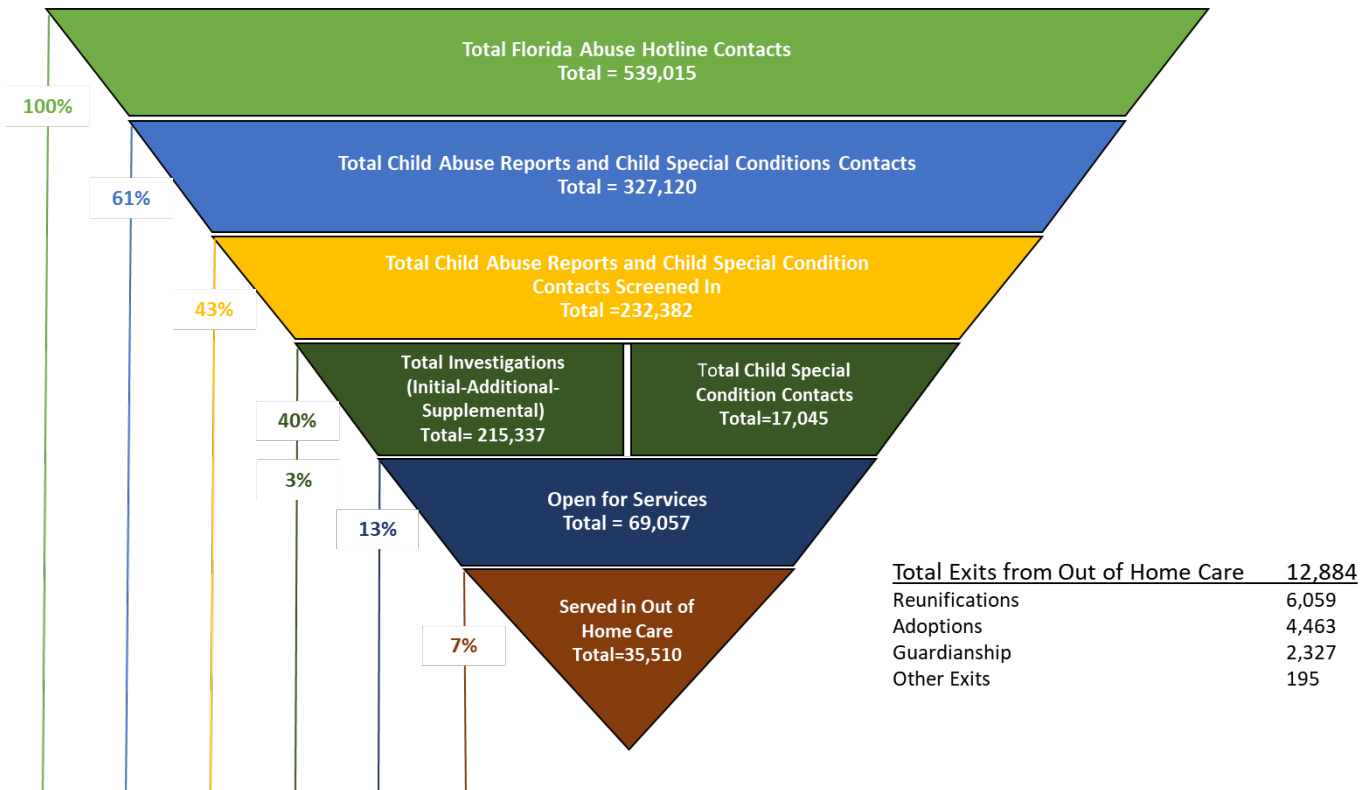 Total Florida Abuse Hotline Contacts
Total = 539,015
100%
Total Child Abuse Reports and Child Special Conditions Contacts
Total = 327,120
61%
Total Child Abuse Reports and Child Special Condition
Contacts Screened In
Total =232,382
43%
Total Investigations
(Initial-Additional-
Supplemental)
Total= 215,337
Total Child Special
Condition Contacts
Total=17,045
40%
3%
Open for Services
Total = 69,057
13%
Served in Out of
Home Care
Total=35,510
7%
Total Exits from Out of Home Care 12,884
Reunifications 6,059
Adoptions 4,463
Guardianship 2,327
Other Exits 195